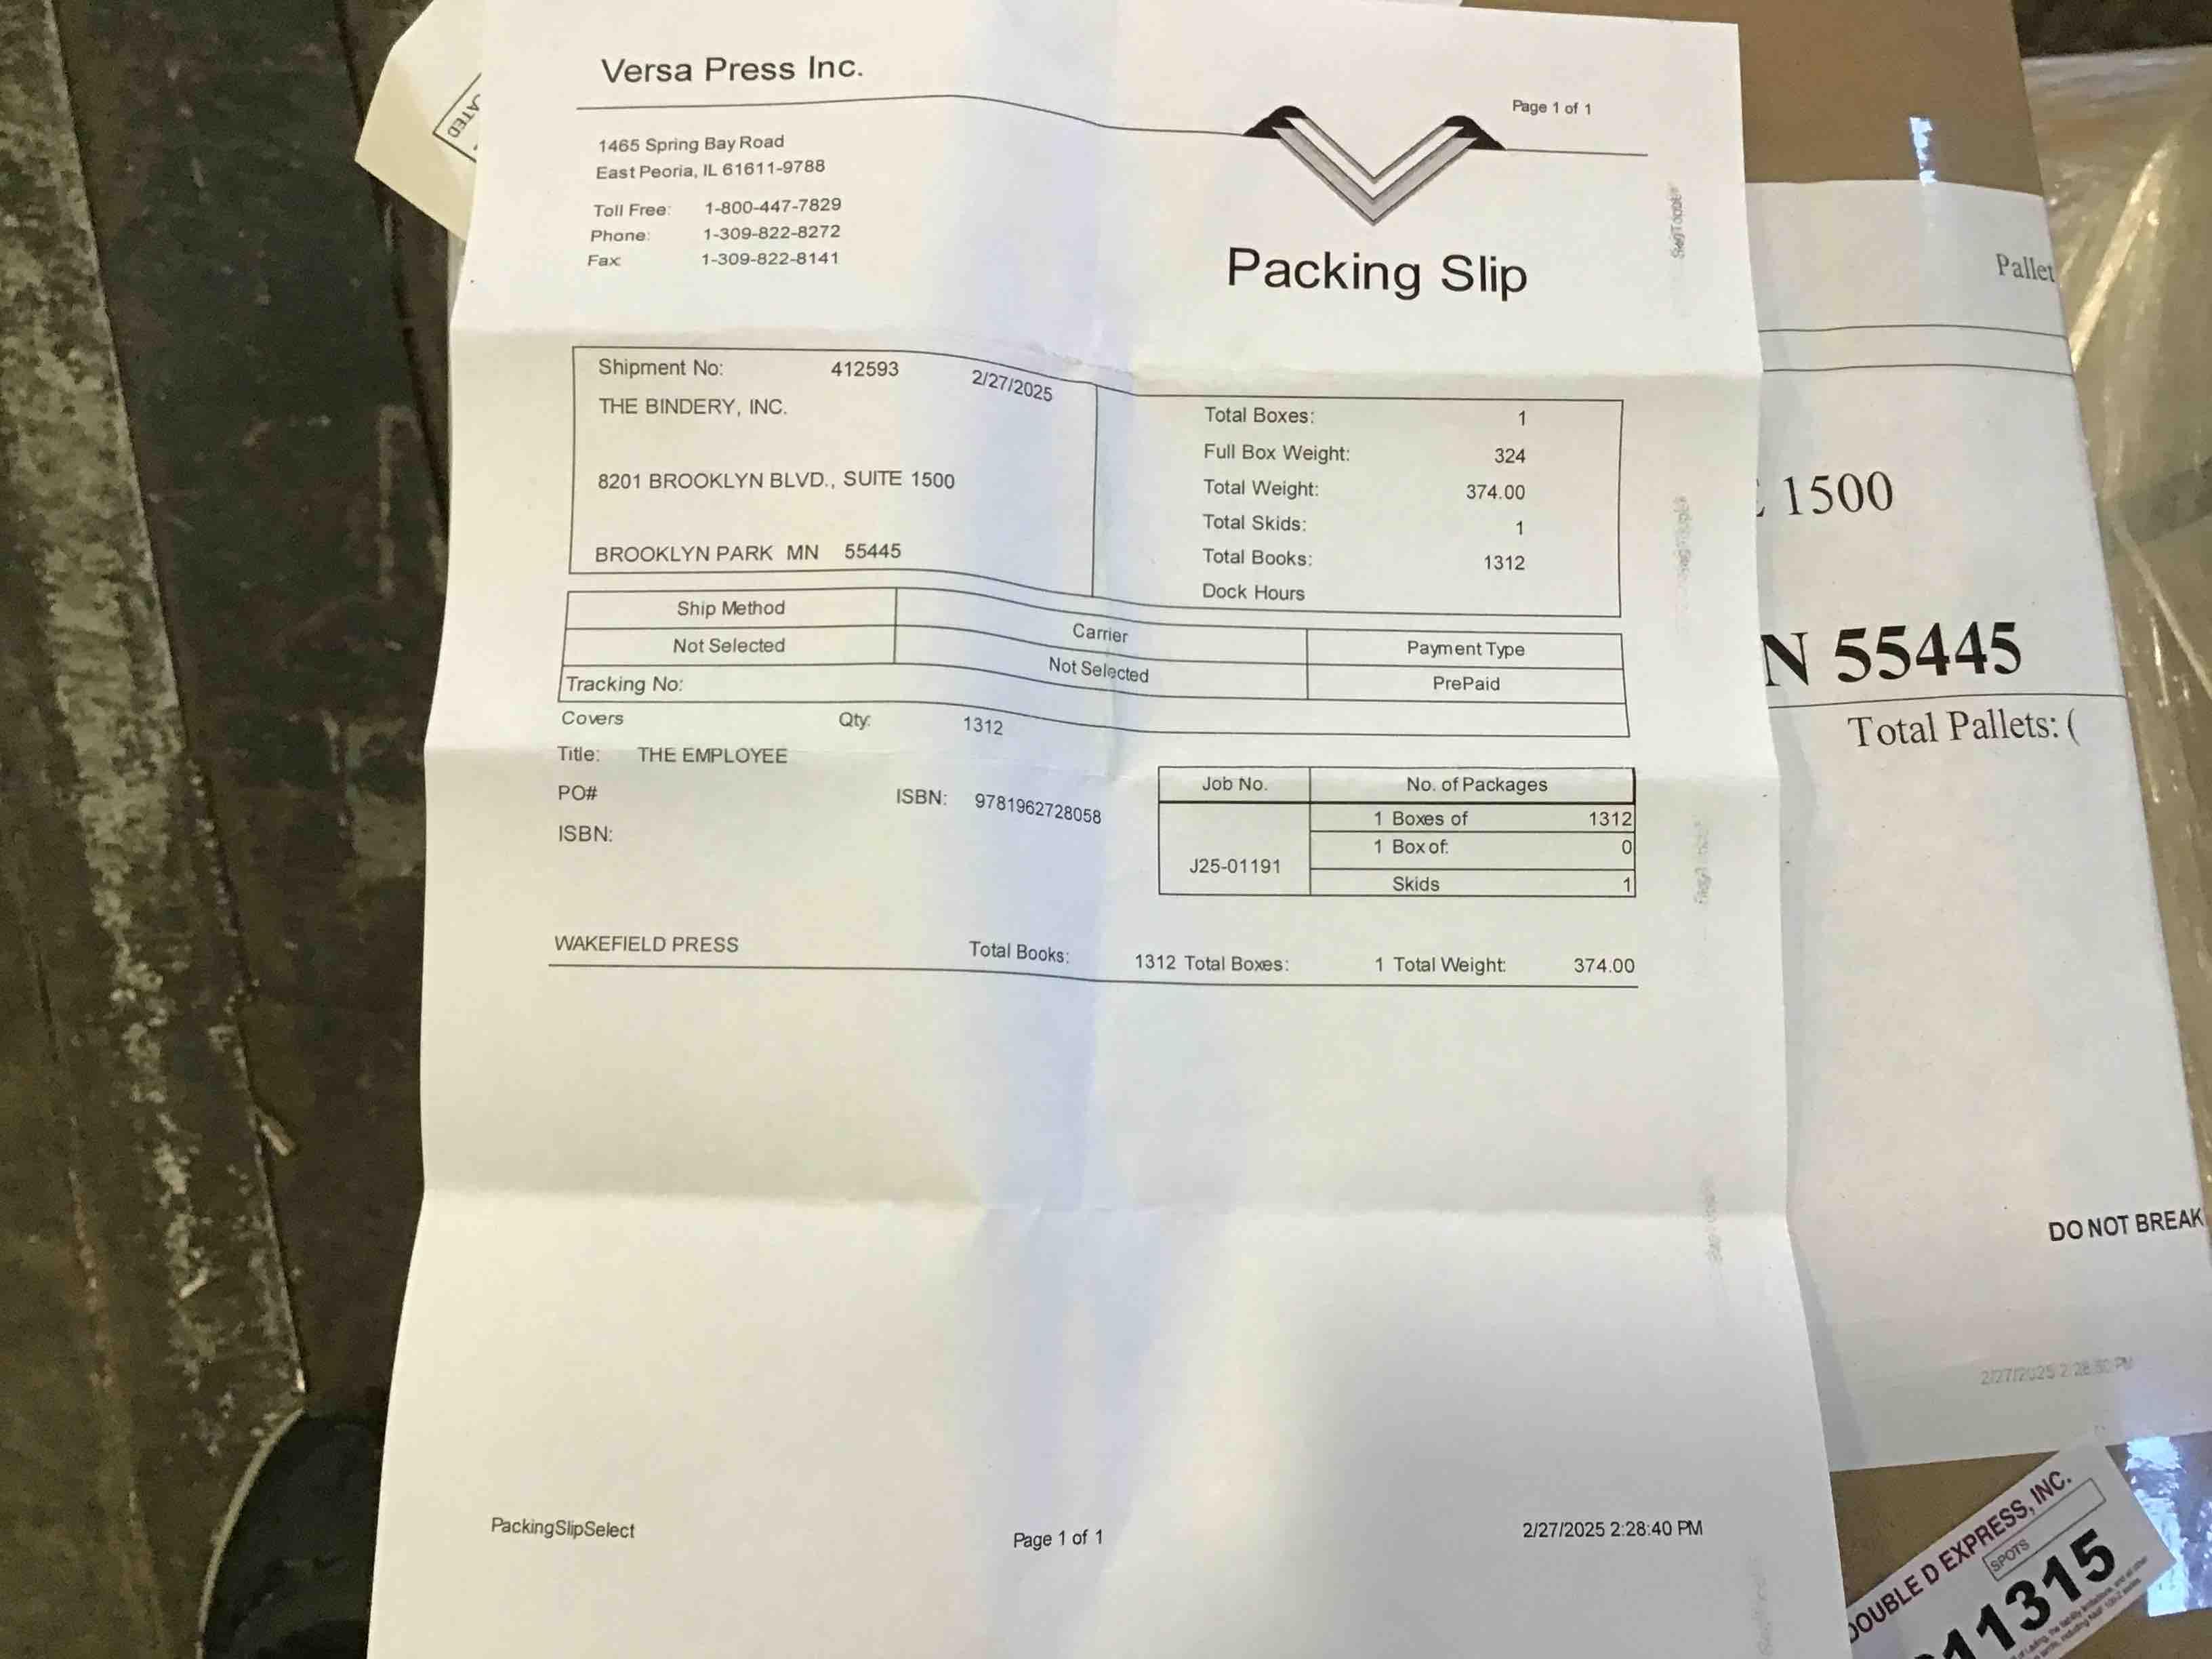 Versa Press Inc.
Page 1 of 1
1465 Spring Bay Road
East Peoria, IL 61611-9788
Toll Free: 1-800-447-7829
Phone: 1-309-822-8272
Fax: 1-309-822-8141
Packing Slip
Shipment No: 412593 2/27/2025
THE BINDERY, INC.
8201 BROOKLYN BLVD., SUITE 1500
BROOKLYN PARK MN 55445
Total Boxes: 1
Full Box Weight: 324
Total Weight: 374.00
Total Skids: 1
Total Books: 1312
Dock Hours
Ship Method Carrier Payment Type
Not Selected Not Selected PrePaid
Tracking No:
Covers Qty: 1312
Title: THE EMPLOYEE
PO# ISBN: 9781962728058
ISBN:
Job No. No. of Packages
1 Boxes of 1312
1 Box of: 0
J25-01191
Skids 1
WAKEFIELD PRESS Total Books: 1312 Total Boxes: 1 Total Weight: 374.00
PackingSlipSelect Page 1 of 1 2/27/2025 2:28:40 PM
ATED
Pallet
1500
N 55445
Total Pallets: (
DO NOT BREAK
DOUBLE D EXPRESS, INC.
SPOTS
11315